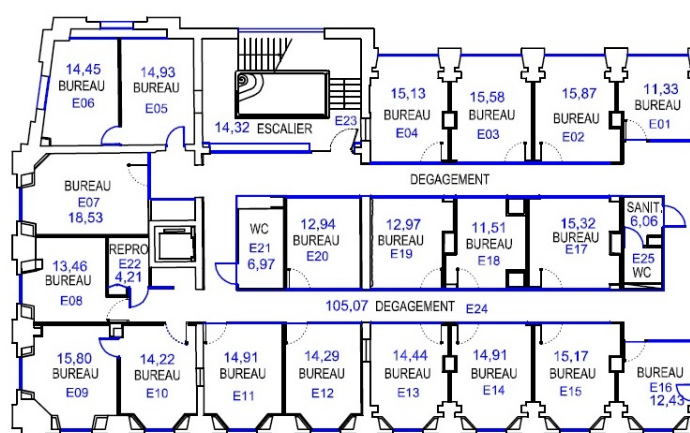 14,45
BUREAU
E06
14,93
BUREAU
E05
14,32 ESCALIER
E23
15,13
BUREAU
E04
15,58
BUREAU
E03
15,87
BUREAU
E02
11,33
BUREAU
E01
DEGAGEMENT
BUREAU
E07
18,53
WC
E21
6,97
12,94
BUREAU
E20
12,97
BUREAU
E19
11,51
BUREAU
E18
15,32
BUREAU
E17
SANIT.
6,06
E25
WC
13,46
BUREAU
E08
REPRO
E22
4,21
105,07 DEGAGEMENT E24
15,80
BUREAU
E09
14,22
BUREAU
E10
14,91
BUREAU
E11
14,29
BUREAU
E12
14,44
BUREAU
E13
14,91
BUREAU
E14
15,17
BUREAU
E15
BUREAU
E16
12,43